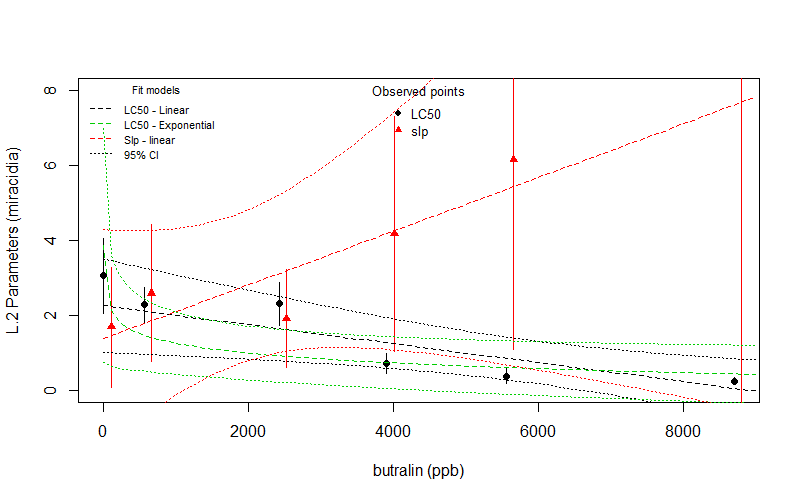 Fit models
LC50 - Linear
LC50 - Exponential
Slp - linear
95% CI
Observed points
LC50
slp
L.2 Parameters (miracidia)
8
6
4
2
0
0 2000 4000 6000 8000
butralin (ppb)